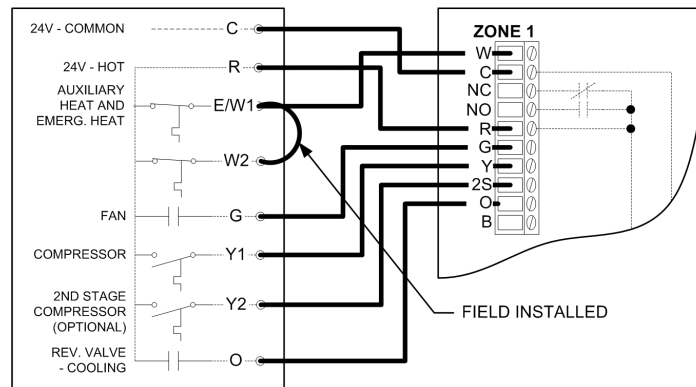 24V - COMMON
C
24V - HOT
R
AUXILIARY
HEAT AND
EMERG. HEAT
E/W1
W2
FAN
G
COMPRESSOR
Y1
2ND STAGE
COMPRESSOR
(OPTIONAL)
Y2
REV. VALVE
- COOLING
O
ZONE 1
W
C
NC
NO
R
G
Y
2S
O
B
FIELD INSTALLED